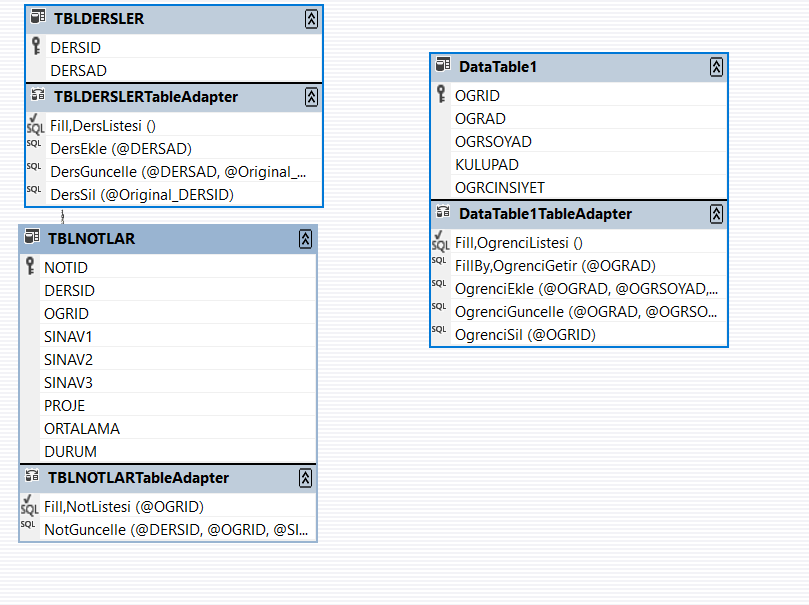 TBLDERSLER
DERSID
DERSAD
TBLDERSLERTableAdapter
SQL Fill,DersListesi ()
SQL DersEkle (@DERSAD)
SQL DersGuncelle (@DERSAD, @Original_...
SQL DersSil (@Original_DERSID)
TBLNOTLAR
NOTID
DERSID
OGRID
SINAV1
SINAV2
SINAV3
PROJE
ORTALAMA
DURUM
TBLNOTLARTableAdapter
SQL Fill,NotListesi (@OGRID)
SQL NotGuncelle (@DERSID, @OGRID, @SI...
DataTable1
OGRID
OGRAD
OGRSOYAD
KULUPAD
OGRCINSIYET
DataTable1TableAdapter
SQL Fill,OgrenciListesi ()
SQL FillBy,OgrenciGetir (@OGRAD)
SQL OgrenciEkle (@OGRAD, @OGRSOYAD,...
SQL OgrenciGuncelle (@OGRAD, @OGRSO...
SQL OgrenciSil (@OGRID)